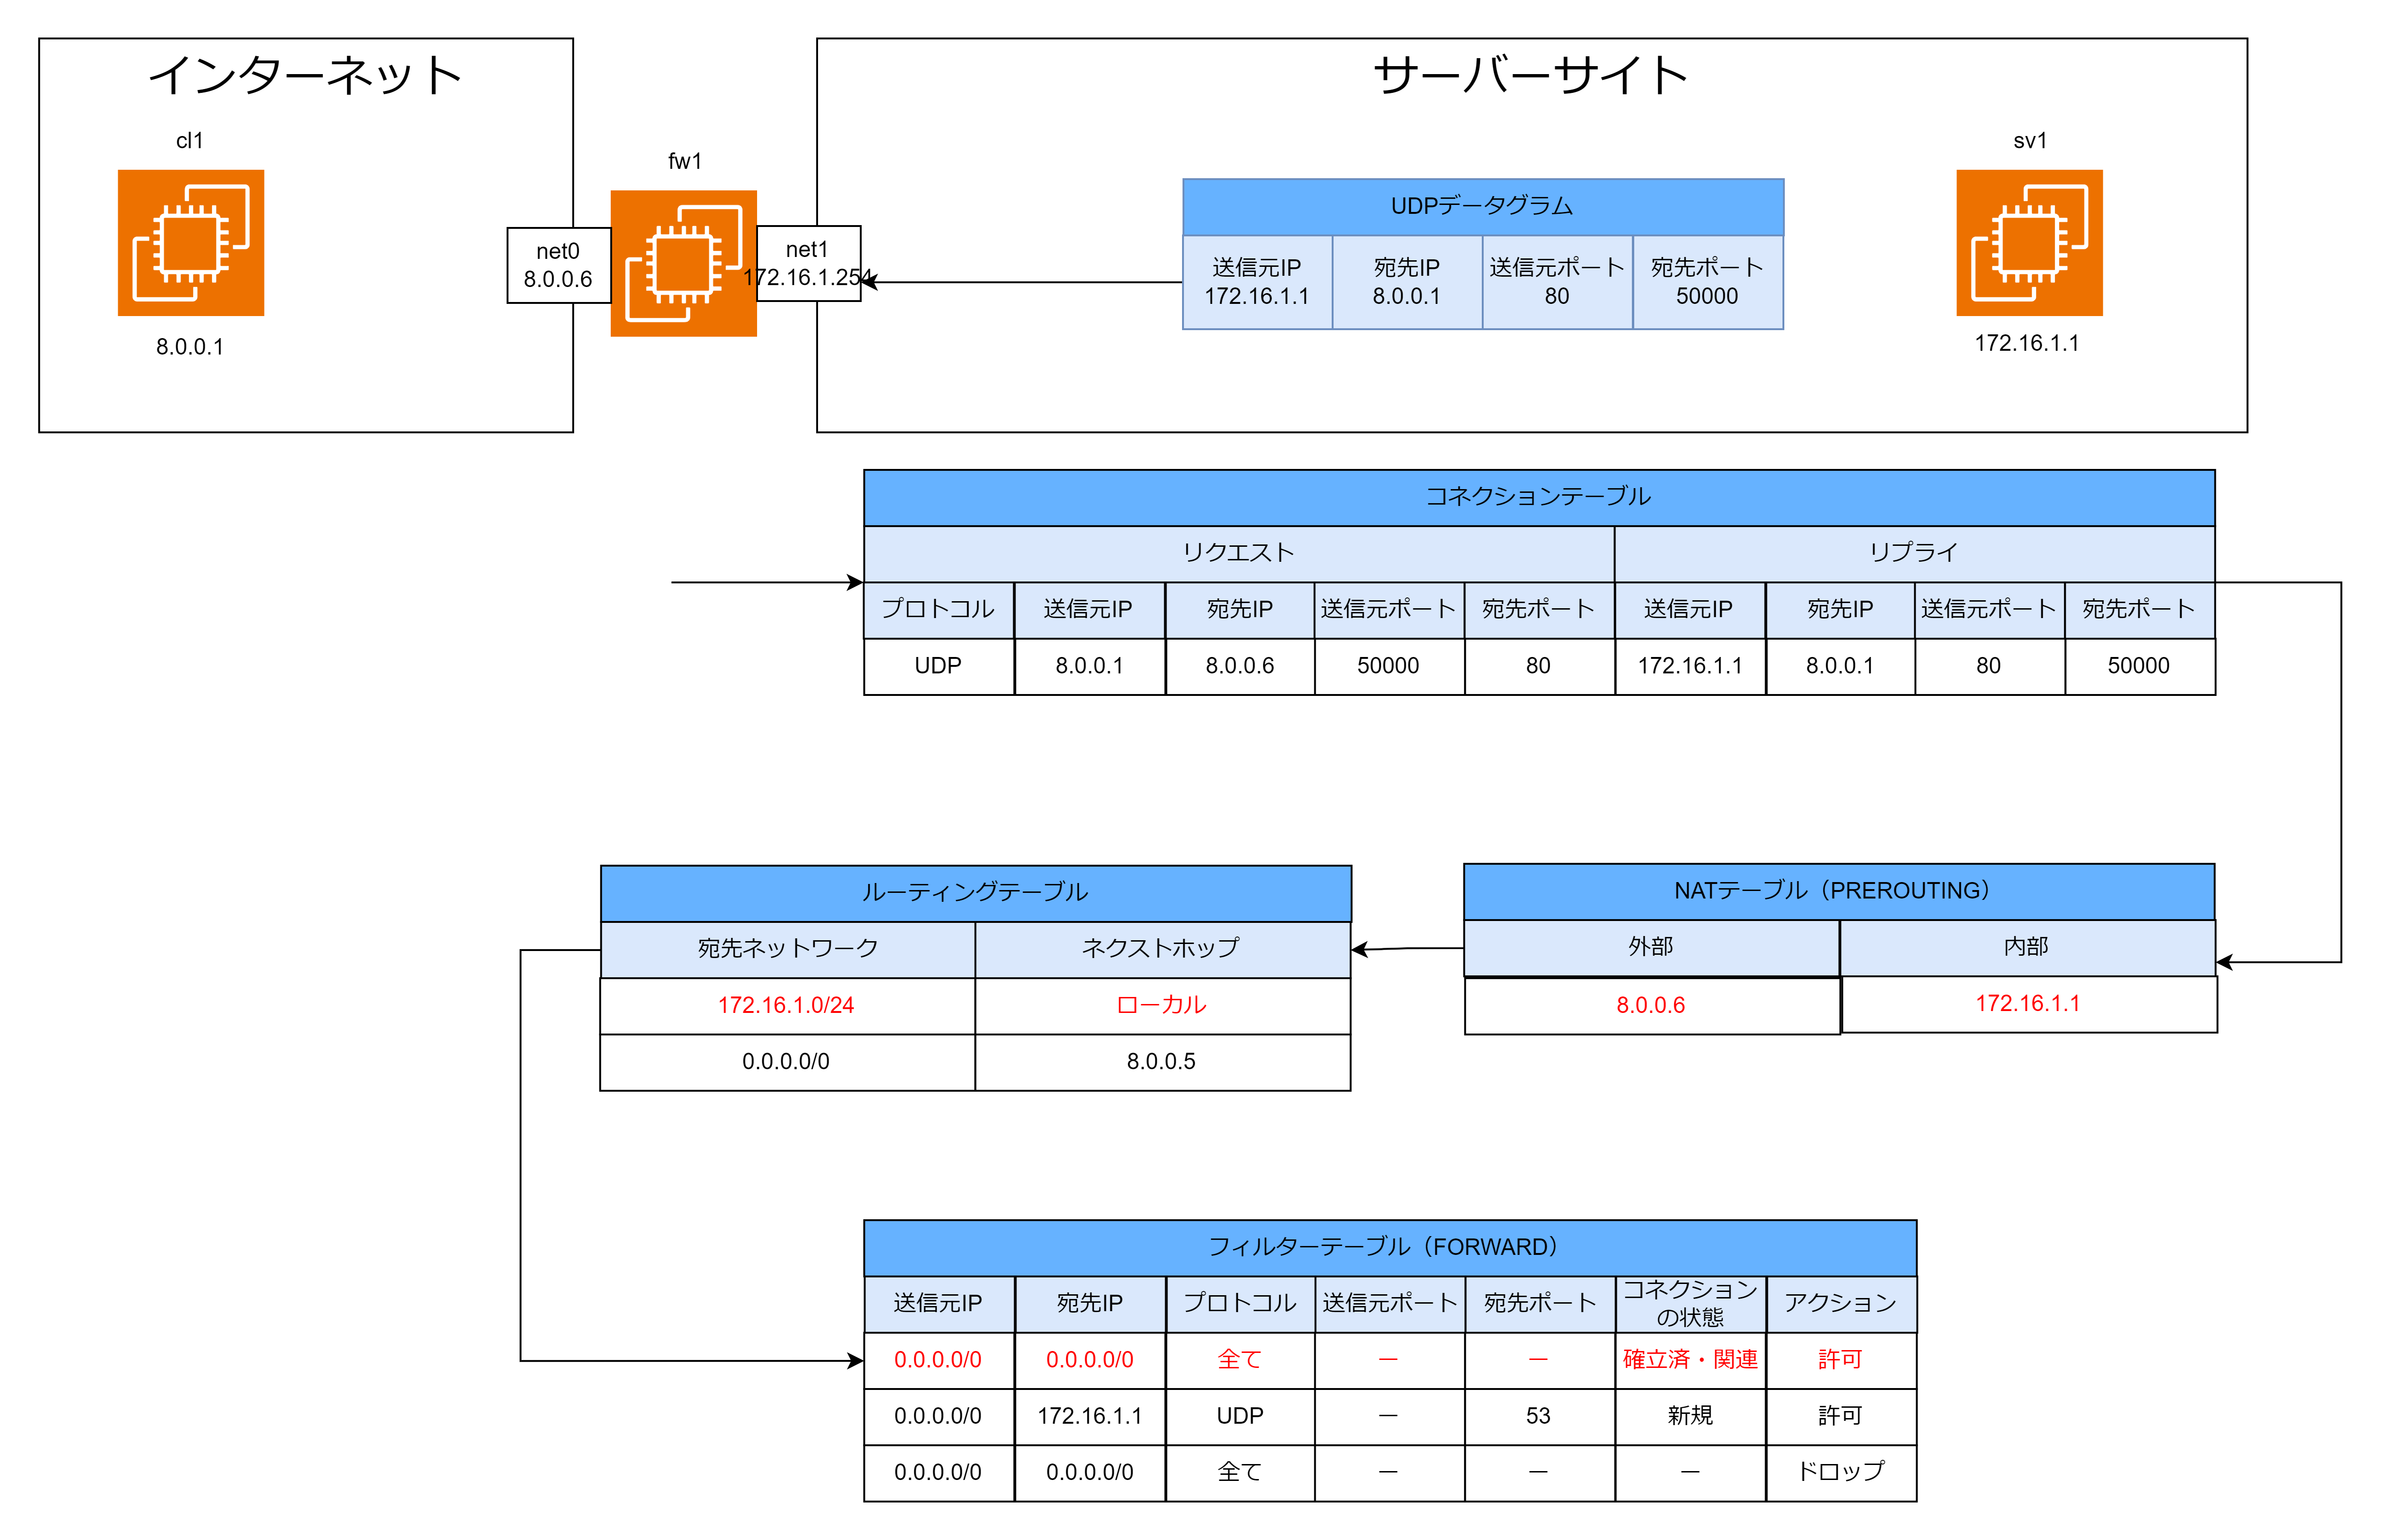 インターネット
サーバーサイト
cl1
fw1
sv1
net0
8.0.0.6
net1
172.16.1.254
8.0.0.1
172.16.1.1
UDPデータグラム
送信元IP
172.16.1.1
宛先IP
8.0.0.1
送信元ポート
80
宛先ポート
50000
コネクションテーブル
リクエスト リプライ
プロトコル 送信元IP 宛先IP 送信元ポート 宛先ポート 送信元IP 宛先IP 送信元ポート 宛先ポート
UDP 8.0.0.1 8.0.0.6 50000 80 172.16.1.1 8.0.0.1 80 50000
NATテーブル（PREROUTING）
外部 内部
8.0.0.6 172.16.1.1
ルーティングテーブル
宛先ネットワーク ネクストホップ
172.16.1.0/24 ローカル
0.0.0.0/0 8.0.0.5
フィルターテーブル（FORWARD）
送信元IP 宛先IP プロトコル 送信元ポート 宛先ポート コネクション
の状態 アクション
0.0.0.0/0 0.0.0.0/0 全て ー ー 確立済・関連 許可
0.0.0.0/0 172.16.1.1 UDP ー 53 新規 許可
0.0.0.0/0 0.0.0.0/0 全て ー ー ー ドロップ